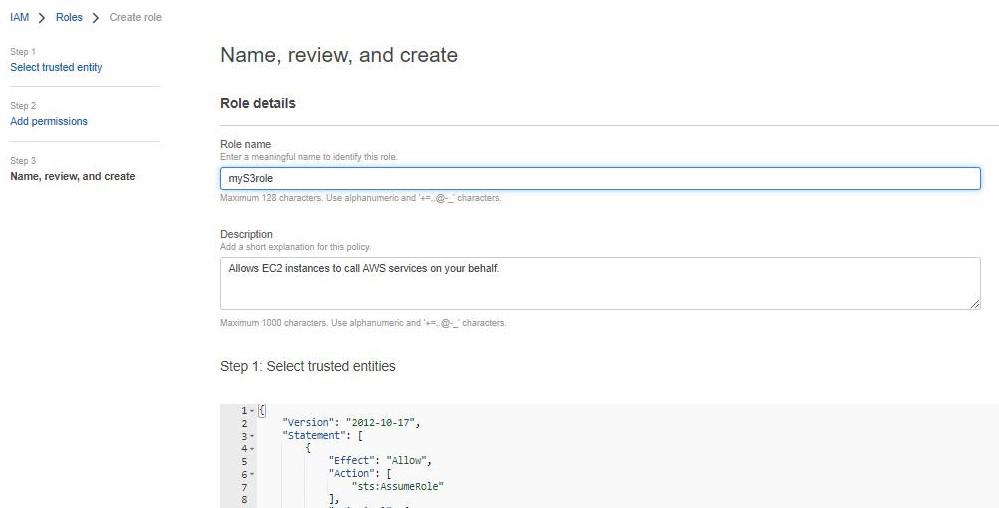 IAM > Roles > Create role
Step 1
Select trusted entity
Step 2
Add permissions
Step 3
Name, review, and create
Name, review, and create
Role details
Role name
Enter a meaningful name to identify this role.
myS3role
Maximum 128 characters. Use alphanumeric and '+=,.@-_' characters.
Description
Add a short explanation for this policy.
Allows EC2 instances to call AWS services on your behalf.
Maximum 1000 characters. Use alphanumeric and '+=,.@-_' characters.
Step 1: Select trusted entities
1 {
2 "Version": "2012-10-17",
3 "Statement": [
4 {
5 "Effect": "Allow",
6 "Action": [
7 "sts:AssumeRole"
8 ],